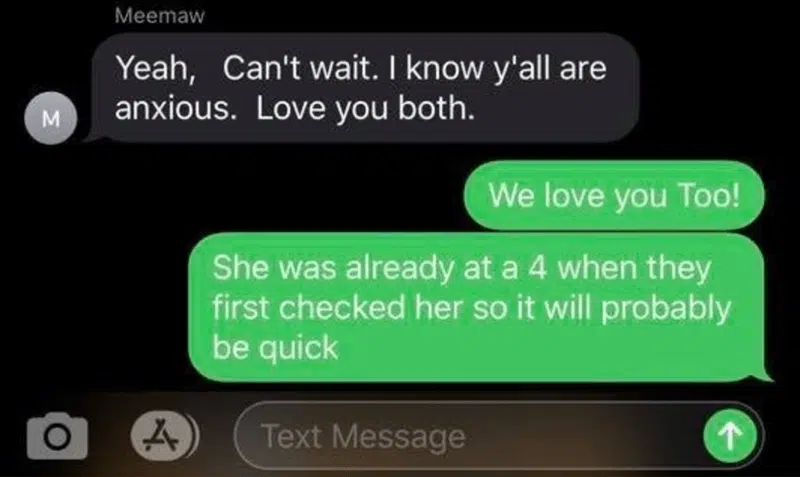 Meemaw
Yeah,   Can't wait. I know y'all are
anxious.  Love you both.
M
We love you Too!
She was already at a 4 when they
first checked her so it will probably
be quick
Text Message